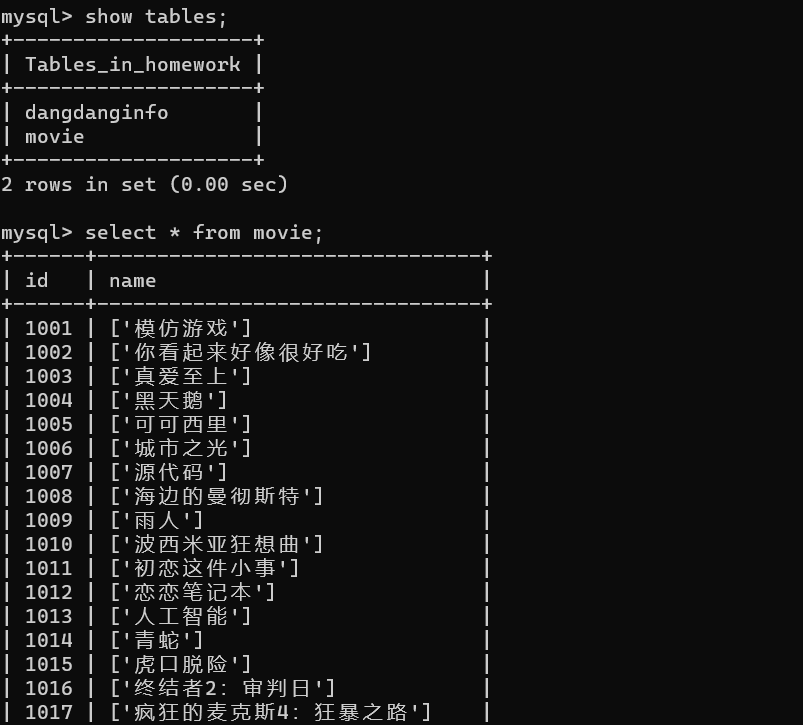 mysql> show tables;
+--------------------+
| Tables_in_homework |
+--------------------+
| dangdanginfo       |
| movie              |
+--------------------+
2 rows in set (0.00 sec)
mysql> select * from movie;
+------+--------------------------------+
| id   | name                           |
+------+--------------------------------+
| 1001 | ['模仿游戏']                   |
| 1002 | ['你看起来好像很好吃']         |
| 1003 | ['真爱至上']                   |
| 1004 | ['黑天鹅']                     |
| 1005 | ['可可西里']                   |
| 1006 | ['城市之光']                   |
| 1007 | ['源代码']                     |
| 1008 | ['海边的曼彻斯特']             |
| 1009 | ['雨人']                       |
| 1010 | ['波西米亚狂想曲']             |
| 1011 | ['初恋这件小事']               |
| 1012 | ['恋恋笔记本']                 |
| 1013 | ['人工智能']                   |
| 1014 | ['青蛇']                       |
| 1015 | ['虎口脱险']                   |
| 1016 | ['终结者2：审判日']            |
| 1017 | ['疯狂的麦克斯4：狂暴之路']    |